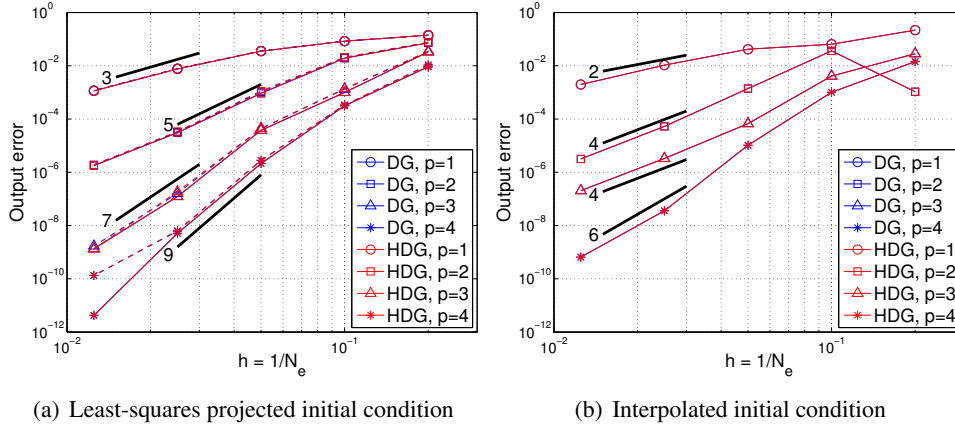 10^0
10^-2
10^-4
10^-6
10^-8
10^-10
10^-12
Output error
3
5
7
9
DG, p=1
DG, p=2
DG, p=3
DG, p=4
HDG, p=1
HDG, p=2
HDG, p=3
HDG, p=4
10^-2
10^-1
h = 1/N_e
(a) Least-squares projected initial condition
10^0
10^-2
10^-4
10^-6
10^-8
10^-10
10^-12
Output error
2
4
4
6
DG, p=1
DG, p=2
DG, p=3
DG, p=4
HDG, p=1
HDG, p=2
HDG, p=3
HDG, p=4
10^-2
10^-1
h = 1/N_e
(b) Interpolated initial condition